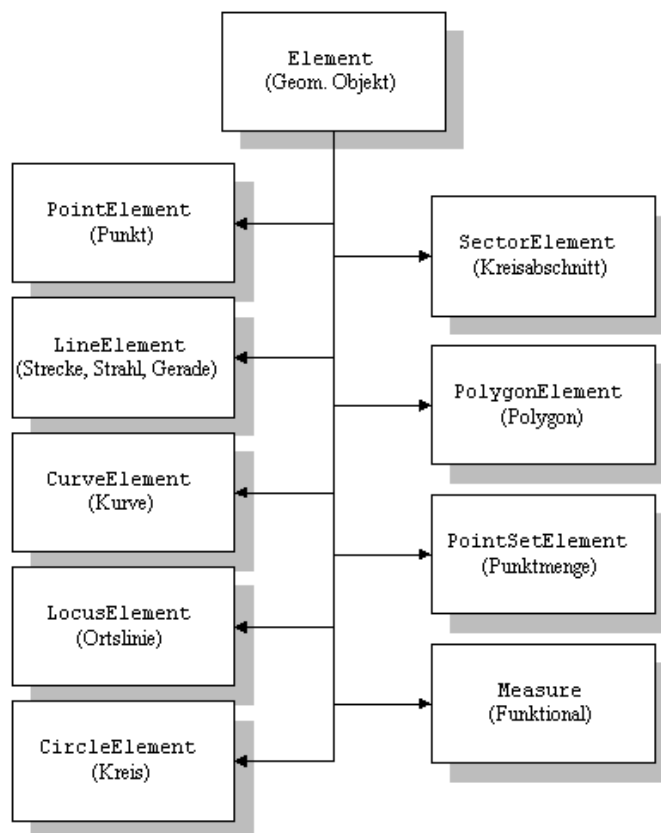 Element
(Geom. Objekt)
PointElement
(Punkt)
LineElement
(Strecke, Strahl, Gerade)
CurveElement
(Kurve)
LocusElement
(Ortslinie)
CircleElement
(Kreis)
SectorElement
(Kreisabschnitt)
PolygonElement
(Polygon)
PointSetElement
(Punktmenge)
Measure
(Funktional)